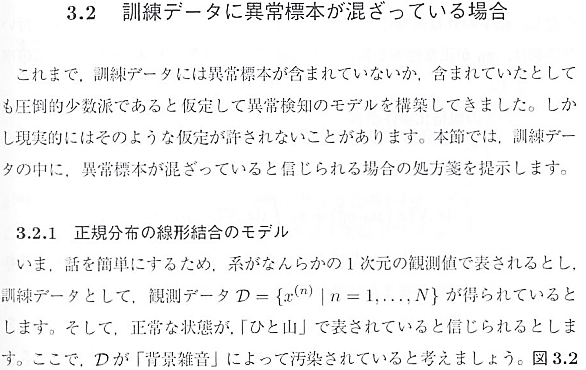 3.2 訓練データに異常標本が混ざっている場合
これまで，訓練データには異常標本が含まれていないか，含まれていたとして
も圧倒的少数派であると仮定して異常検知のモデルを構築してきました。しか
し現実的にはそのような仮定が許されないことがあります。本節では，訓練デー
タの中に，異常標本が混ざっていると信じられる場合の処方箋を提示します。
3.2.1 正規分布の線形結合のモデル
いま，話を簡単にするため，系がなんらかの 1 次元の観測値で表されるとし，
訓練データとして，観測データ 𝒟 = {x⁽ⁿ⁾ | n = 1, . . . , N} が得られていると
します。そして，正常な状態が，「ひと山」で表されていると信じられるとしま
す。ここで，𝒟 が「背景雑音」によって汚染されていると考えましょう。図 3.2